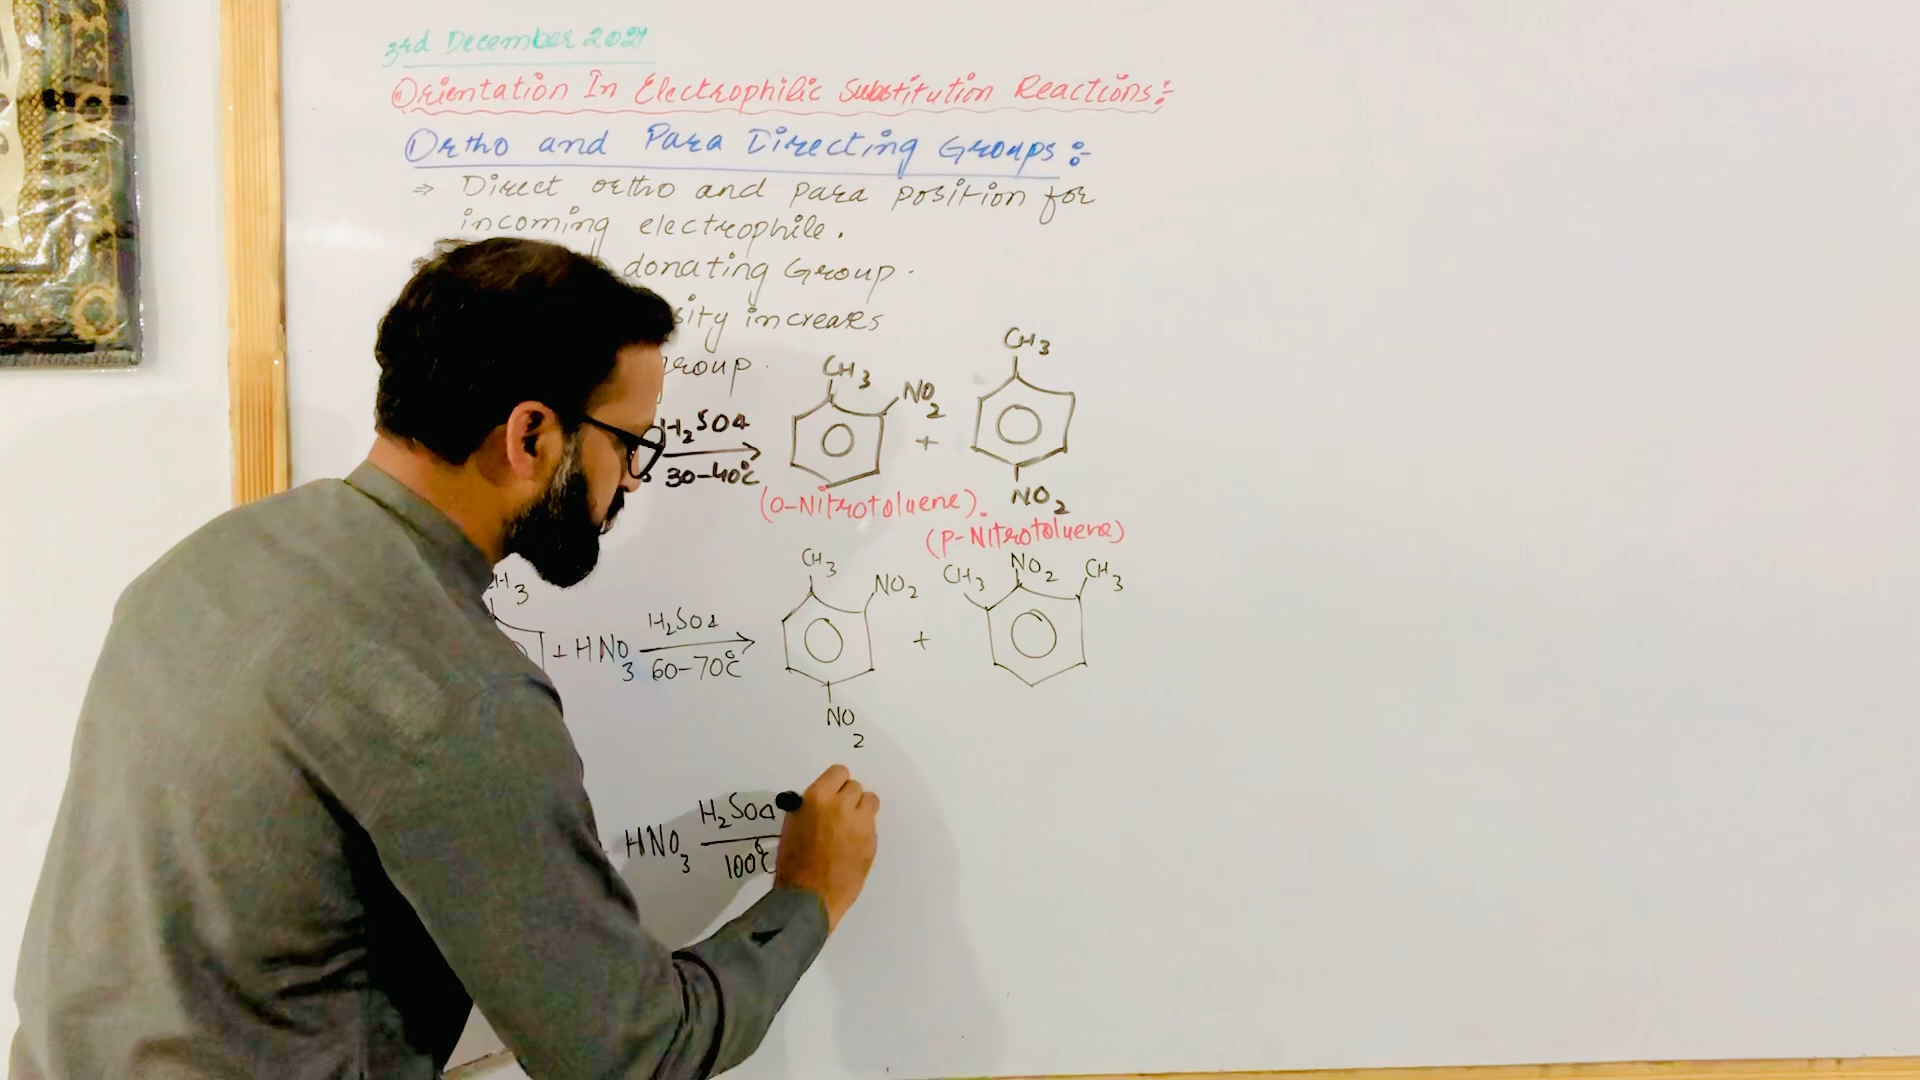 3rd December 2021
Orientation In Electrophilic Substitution Reactions:-
Ortho and Para Directing Groups:-
⇒ Direct ortho and para position for
incoming electrophile.
donating Group.
sity increases
group.
CH3 NO2 + CH3 NO2
H2SO4
30-40°C
(O-Nitrotoluene).
(P-Nitrotoluene)
CH3 + HNO3 H2SO4 60-70°C
CH3 NO2 NO2 + CH3 NO2 CH3
HNO3 H2SO4 100°C